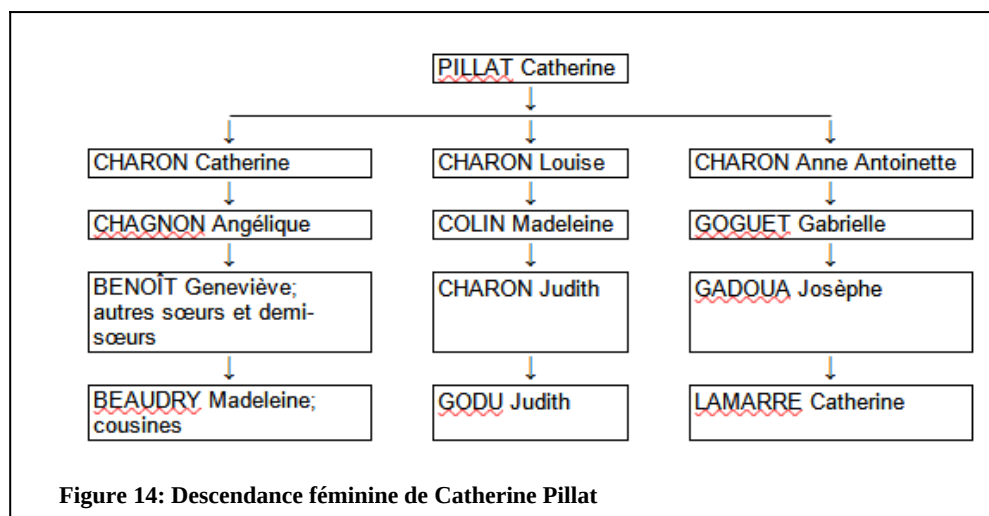 PILLAT Catherine
CHARON Catherine
CHARON Louise
CHARON Anne Antoinette
CHAGNON Angélique
COLIN Madeleine
GOGUET Gabrielle
BENOÎT Geneviève;
autres sœurs et demi-
sœurs
CHARON Judith
GADOUA Josèphe
BEAUDRY Madeleine;
cousines
GODU Judith
LAMARRE Catherine
Figure 14: Descendance féminine de Catherine Pillat